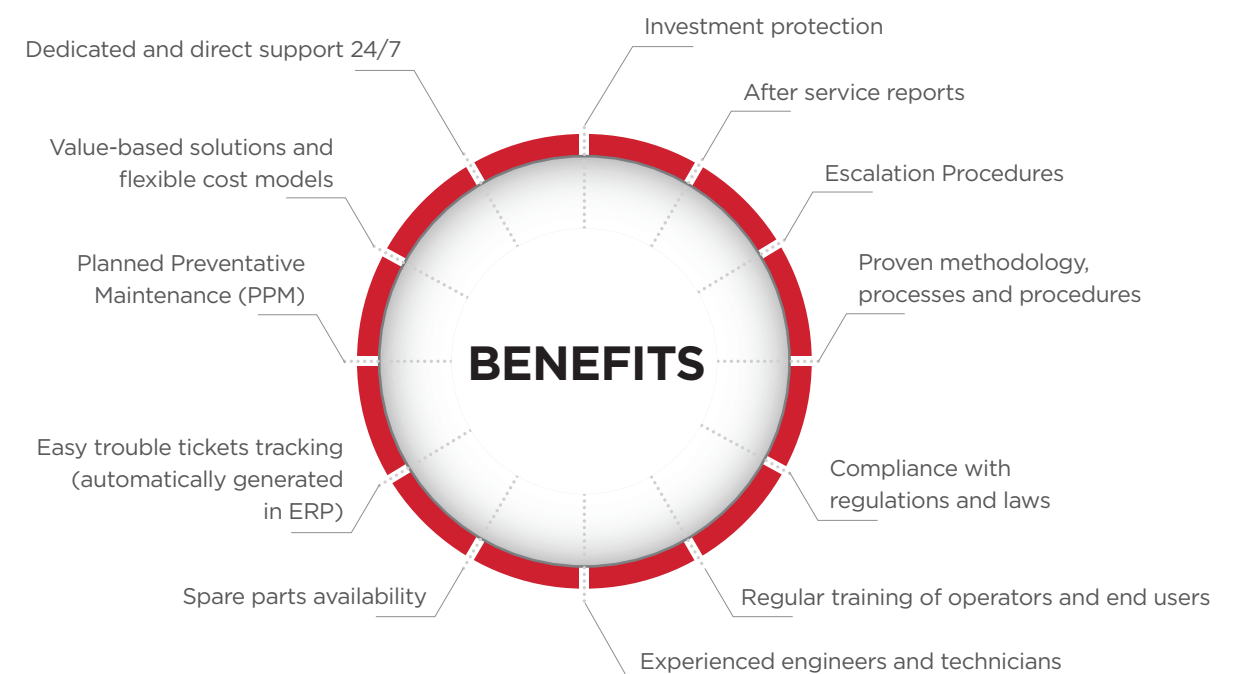 Investment protection
After service reports
Escalation Procedures
Proven methodology,
processes and procedures
Compliance with
regulations and laws
Regular training of operators and end users
Experienced engineers and technicians
Spare parts availability
Easy trouble tickets tracking
(automatically generated
in ERP)
Planned Preventative
Maintenance (PPM)
Value-based solutions and
flexible cost models
Dedicated and direct support 24/7
BENEFITS